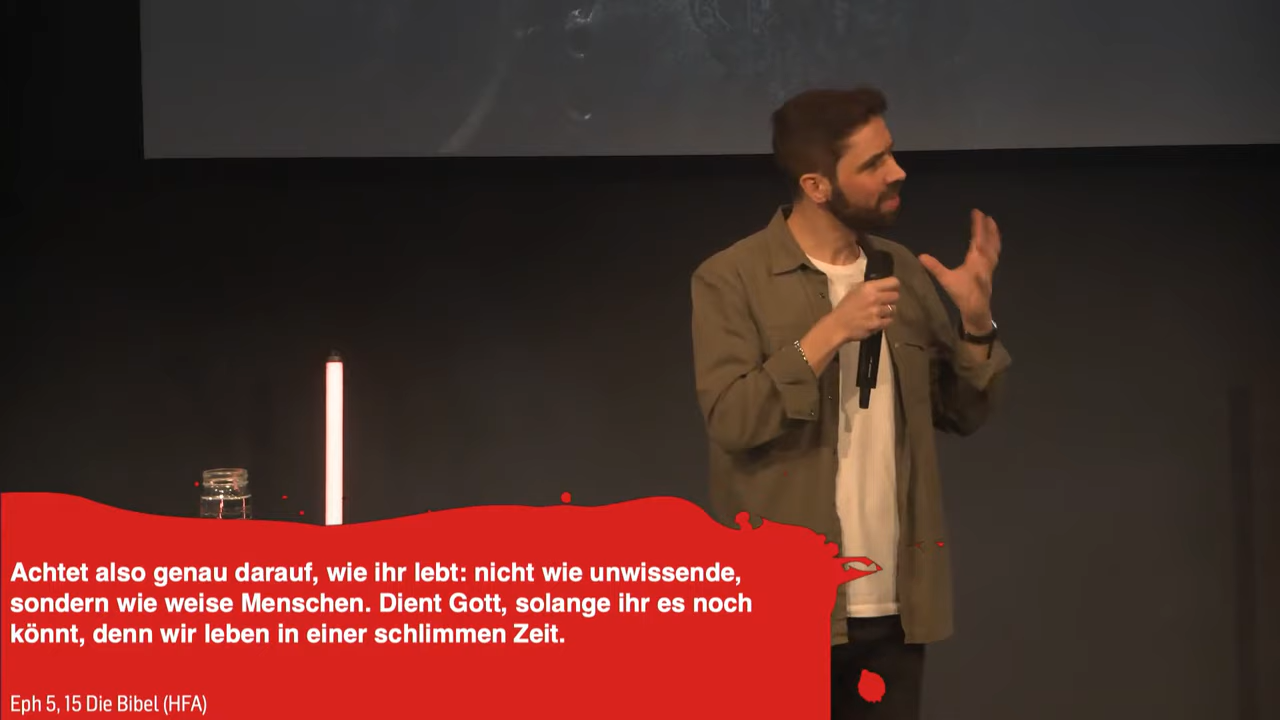 Achtet also genau darauf, wie ihr lebt: nicht wie unwissende,
sondern wie weise Menschen. Dient Gott, solange ihr es noch
könnt, denn wir leben in einer schlimmen Zeit.
Eph 5, 15 Die Bibel (HFA)